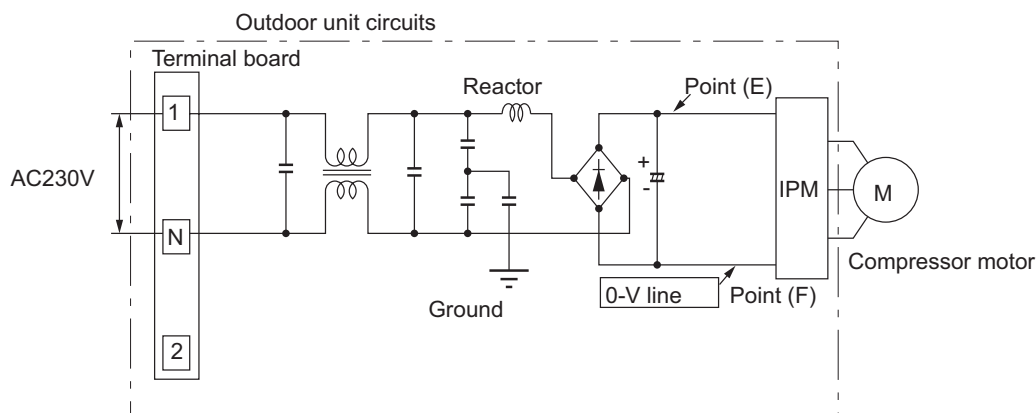 Outdoor unit circuits
Terminal board
Reactor
Point (E)
1
AC230V
+
-
IPM
M
N
Compressor motor
0-V line
Point (F)
Ground
2